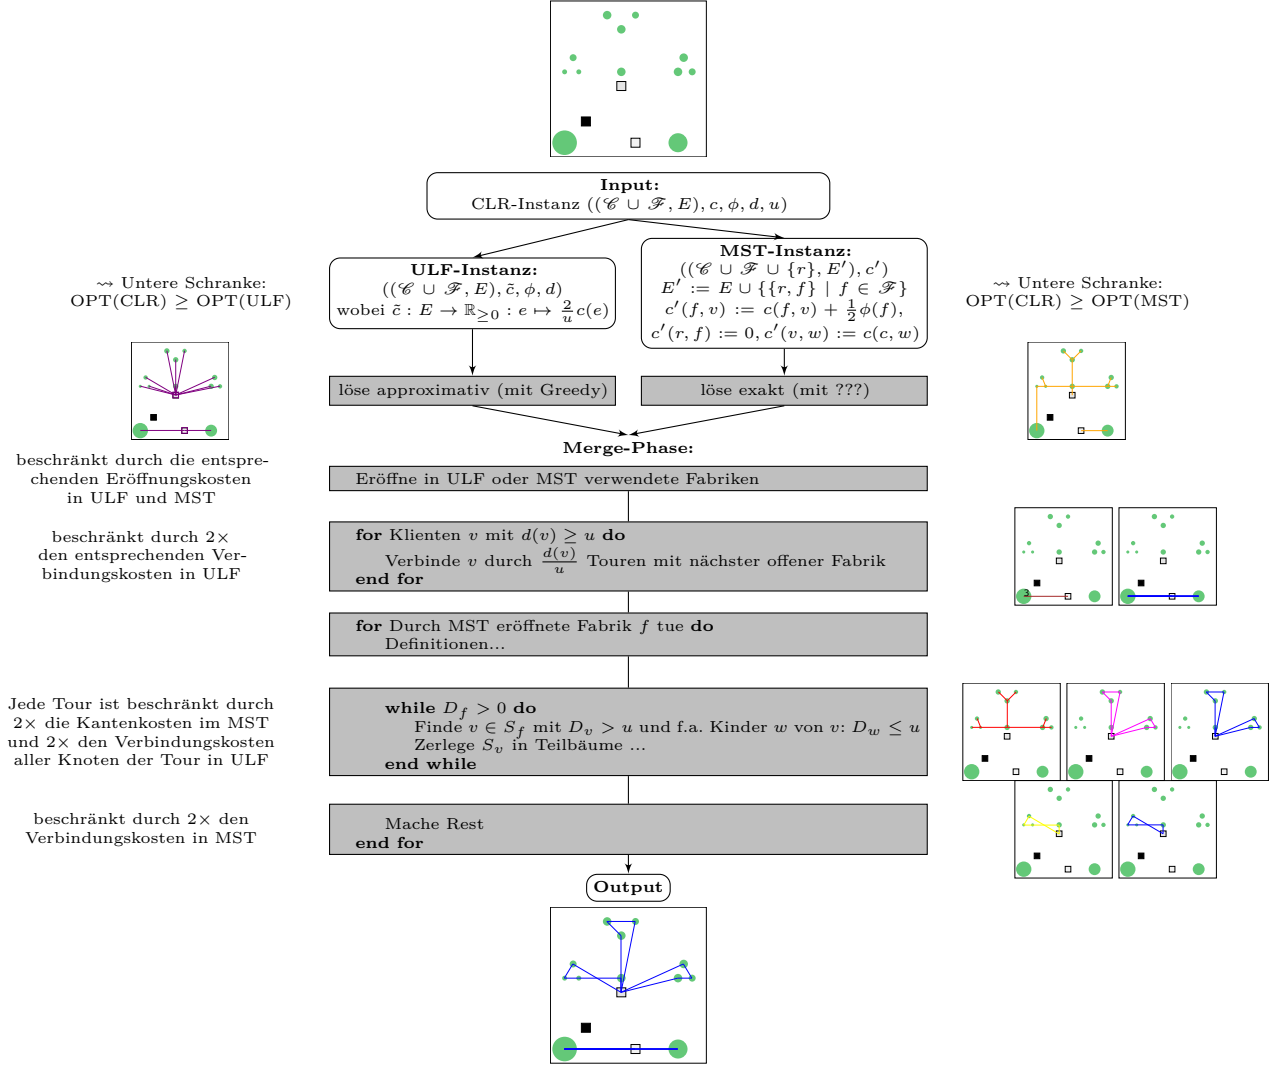 Input:
CLR-Instanz ((𝒞 ∪ ℱ, E), c, ϕ, d, u)
⇝ Untere Schranke:
OPT(CLR) ≥ OPT(ULF)
ULF-Instanz:
((𝒞 ∪ ℱ, E), c̃, ϕ, d)
wobei c̃ : E → ℝ≥0 : e ↦ 2/u c(e)
MST-Instanz:
((𝒞 ∪ ℱ ∪ {r}, E′), c′)
E′ := E ∪ {{r, f} | f ∈ ℱ}
c′(f, v) := c(f, v) + 1/2 ϕ(f),
c′(r, f) := 0, c′(v, w) := c(c, w)
⇝ Untere Schranke:
OPT(CLR) ≥ OPT(MST)
löse approximativ (mit Greedy)
löse exakt (mit ???)
Merge-Phase:
beschränkt durch die entspre-
chenden Eröffnungskosten
in ULF und MST
Eröffne in ULF oder MST verwendete Fabriken
beschränkt durch 2×
den entsprechenden Ver-
bindungskosten in ULF
for Klienten v mit d(v) ≥ u do
Verbinde v durch d(v)/u Touren mit nächster offener Fabrik
end for
3
for Durch MST eröffnete Fabrik f tue do
Definitionen...
Jede Tour ist beschränkt durch
2× die Kantenkosten im MST
und 2× den Verbindungskosten
aller Knoten der Tour in ULF
while D_f > 0 do
Finde v ∈ S_f mit D_v > u und f.a. Kinder w von v: D_w ≤ u
Zerlege S_v in Teilbäume ...
end while
beschränkt durch 2× den
Verbindungskosten in MST
Mache Rest
end for
Output